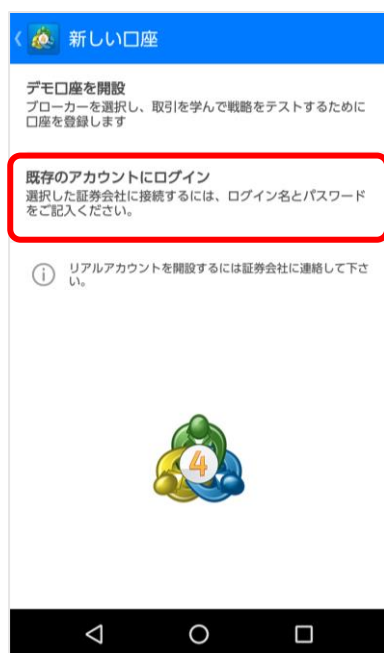 新しい口座
デモ口座を開設
ブローカーを選択し、取引を学んで戦略をテストするために
口座を登録します
既存のアカウントにログイン
選択した証券会社に接続するには、ログイン名とパスワード
をご記入ください。
リアルアカウントを開設するには証券会社に連絡して下さ
い。
4